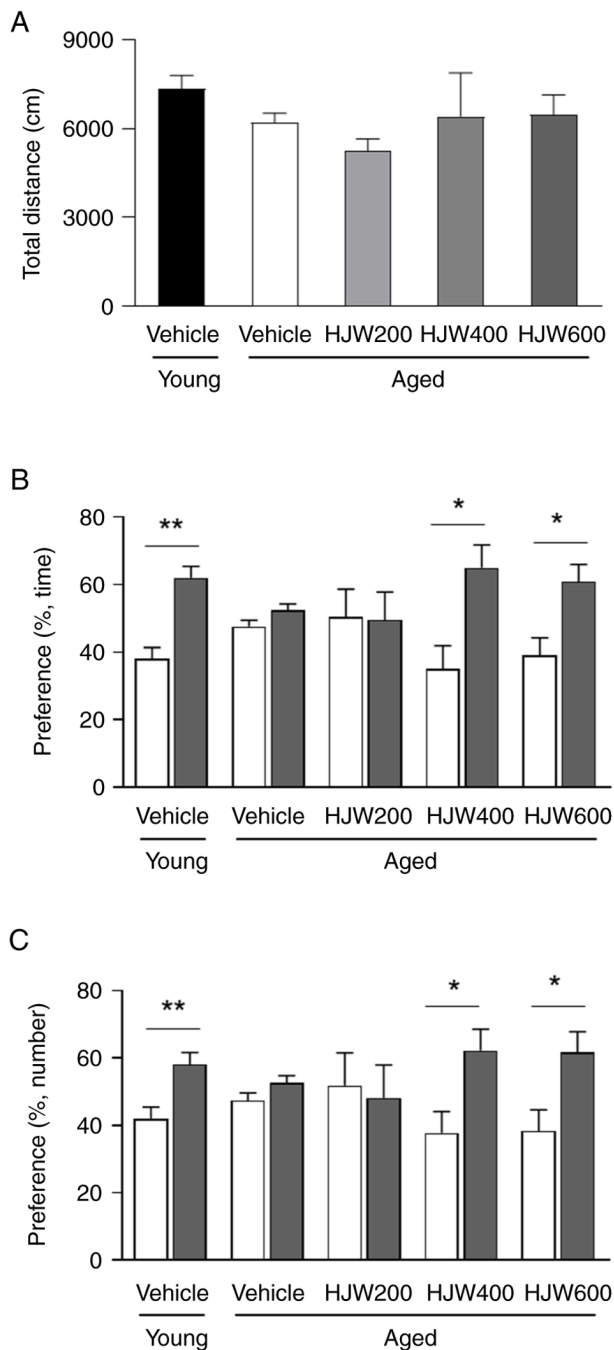 A
Total distance (cm)
9000
6000
3000
0
Vehicle Vehicle HJW200 HJW400 HJW600
Young Aged
B
Preference (%, time)
80
60
40
20
0
** * *
Vehicle Vehicle HJW200 HJW400 HJW600
Young Aged
C
Preference (%, number)
80
60
40
20
0
** * *
Vehicle Vehicle HJW200 HJW400 HJW600
Young Aged